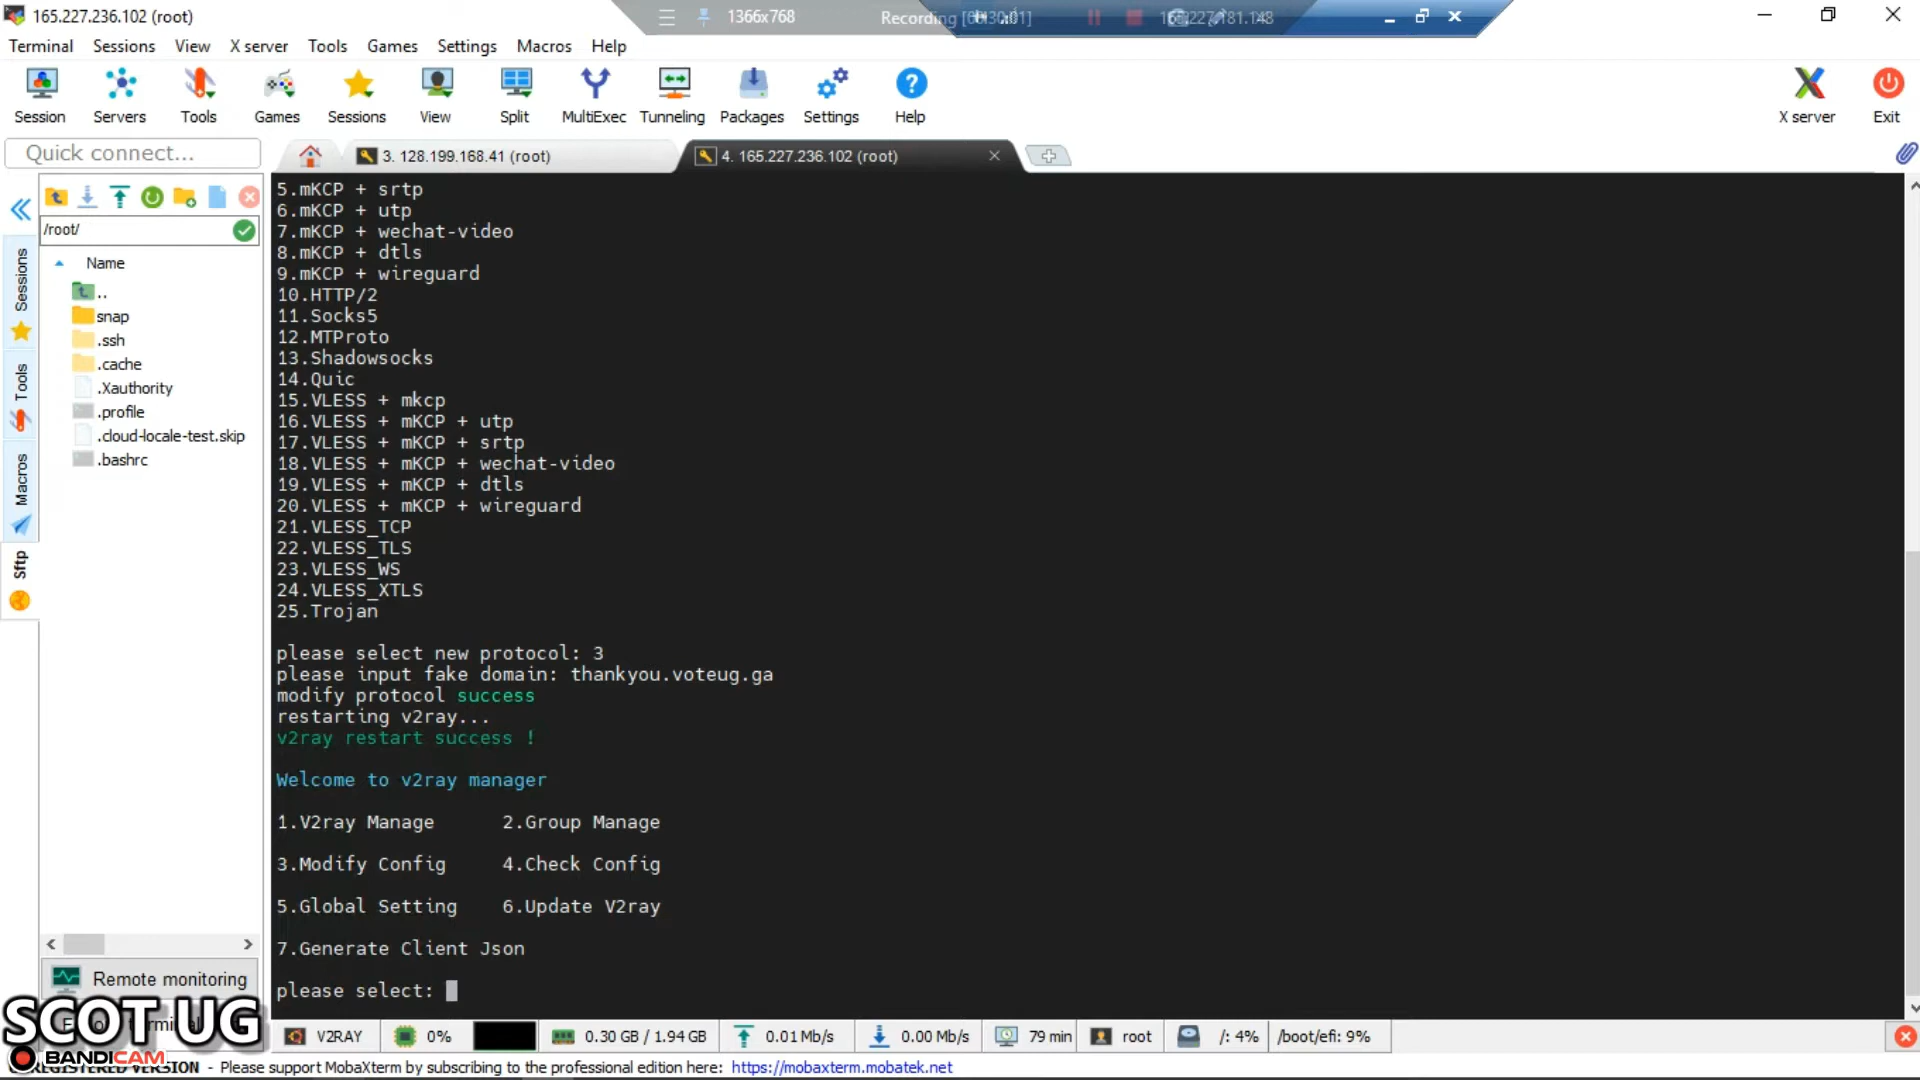 165.227.236.102 (root)
1366x768
Recording [00:30:01]
165.227.181.148
Terminal Sessions View X server Tools Games Settings Macros Help
Session Servers Tools Games Sessions View Split MultiExec Tunneling Packages Settings Help X server Exit
Quick connect...
3. 128.199.168.41 (root)
4. 165.227.236.102 (root)
/root/
Name
..
snap
.ssh
.cache
.Xauthority
.profile
.cloud-locale-test.skip
.bashrc
Sessions
Tools
Macros
Sftp
5.mKCP + srtp
6.mKCP + utp
7.mKCP + wechat-video
8.mKCP + dtls
9.mKCP + wireguard
10.HTTP/2
11.Socks5
12.MTProto
13.Shadowsocks
14.Quic
15.VLESS + mkcp
16.VLESS + mKCP + utp
17.VLESS + mKCP + srtp
18.VLESS + mKCP + wechat-video
19.VLESS + mKCP + dtls
20.VLESS + mKCP + wireguard
21.VLESS_TCP
22.VLESS_TLS
23.VLESS_WS
24.VLESS_XTLS
25.Trojan
please select new protocol: 3
please input fake domain: thankyou.voteug.ga
modify protocol success
restarting v2ray...
v2ray restart success !
Welcome to v2ray manager
1.V2ray Manage 2.Group Manage
3.Modify Config 4.Check Config
5.Global Setting 6.Update V2ray
7.Generate Client Json
please select:
Remote monitoring
SCOT UG
BANDICAM
V2RAY 0% 0.30 GB / 1.94 GB 0.01 Mb/s 0.00 Mb/s 79 min root /: 4% /boot/efi: 9%
VERSION - Please support MobaXterm by subscribing to the professional edition here: https://mobaxterm.mobatek.net